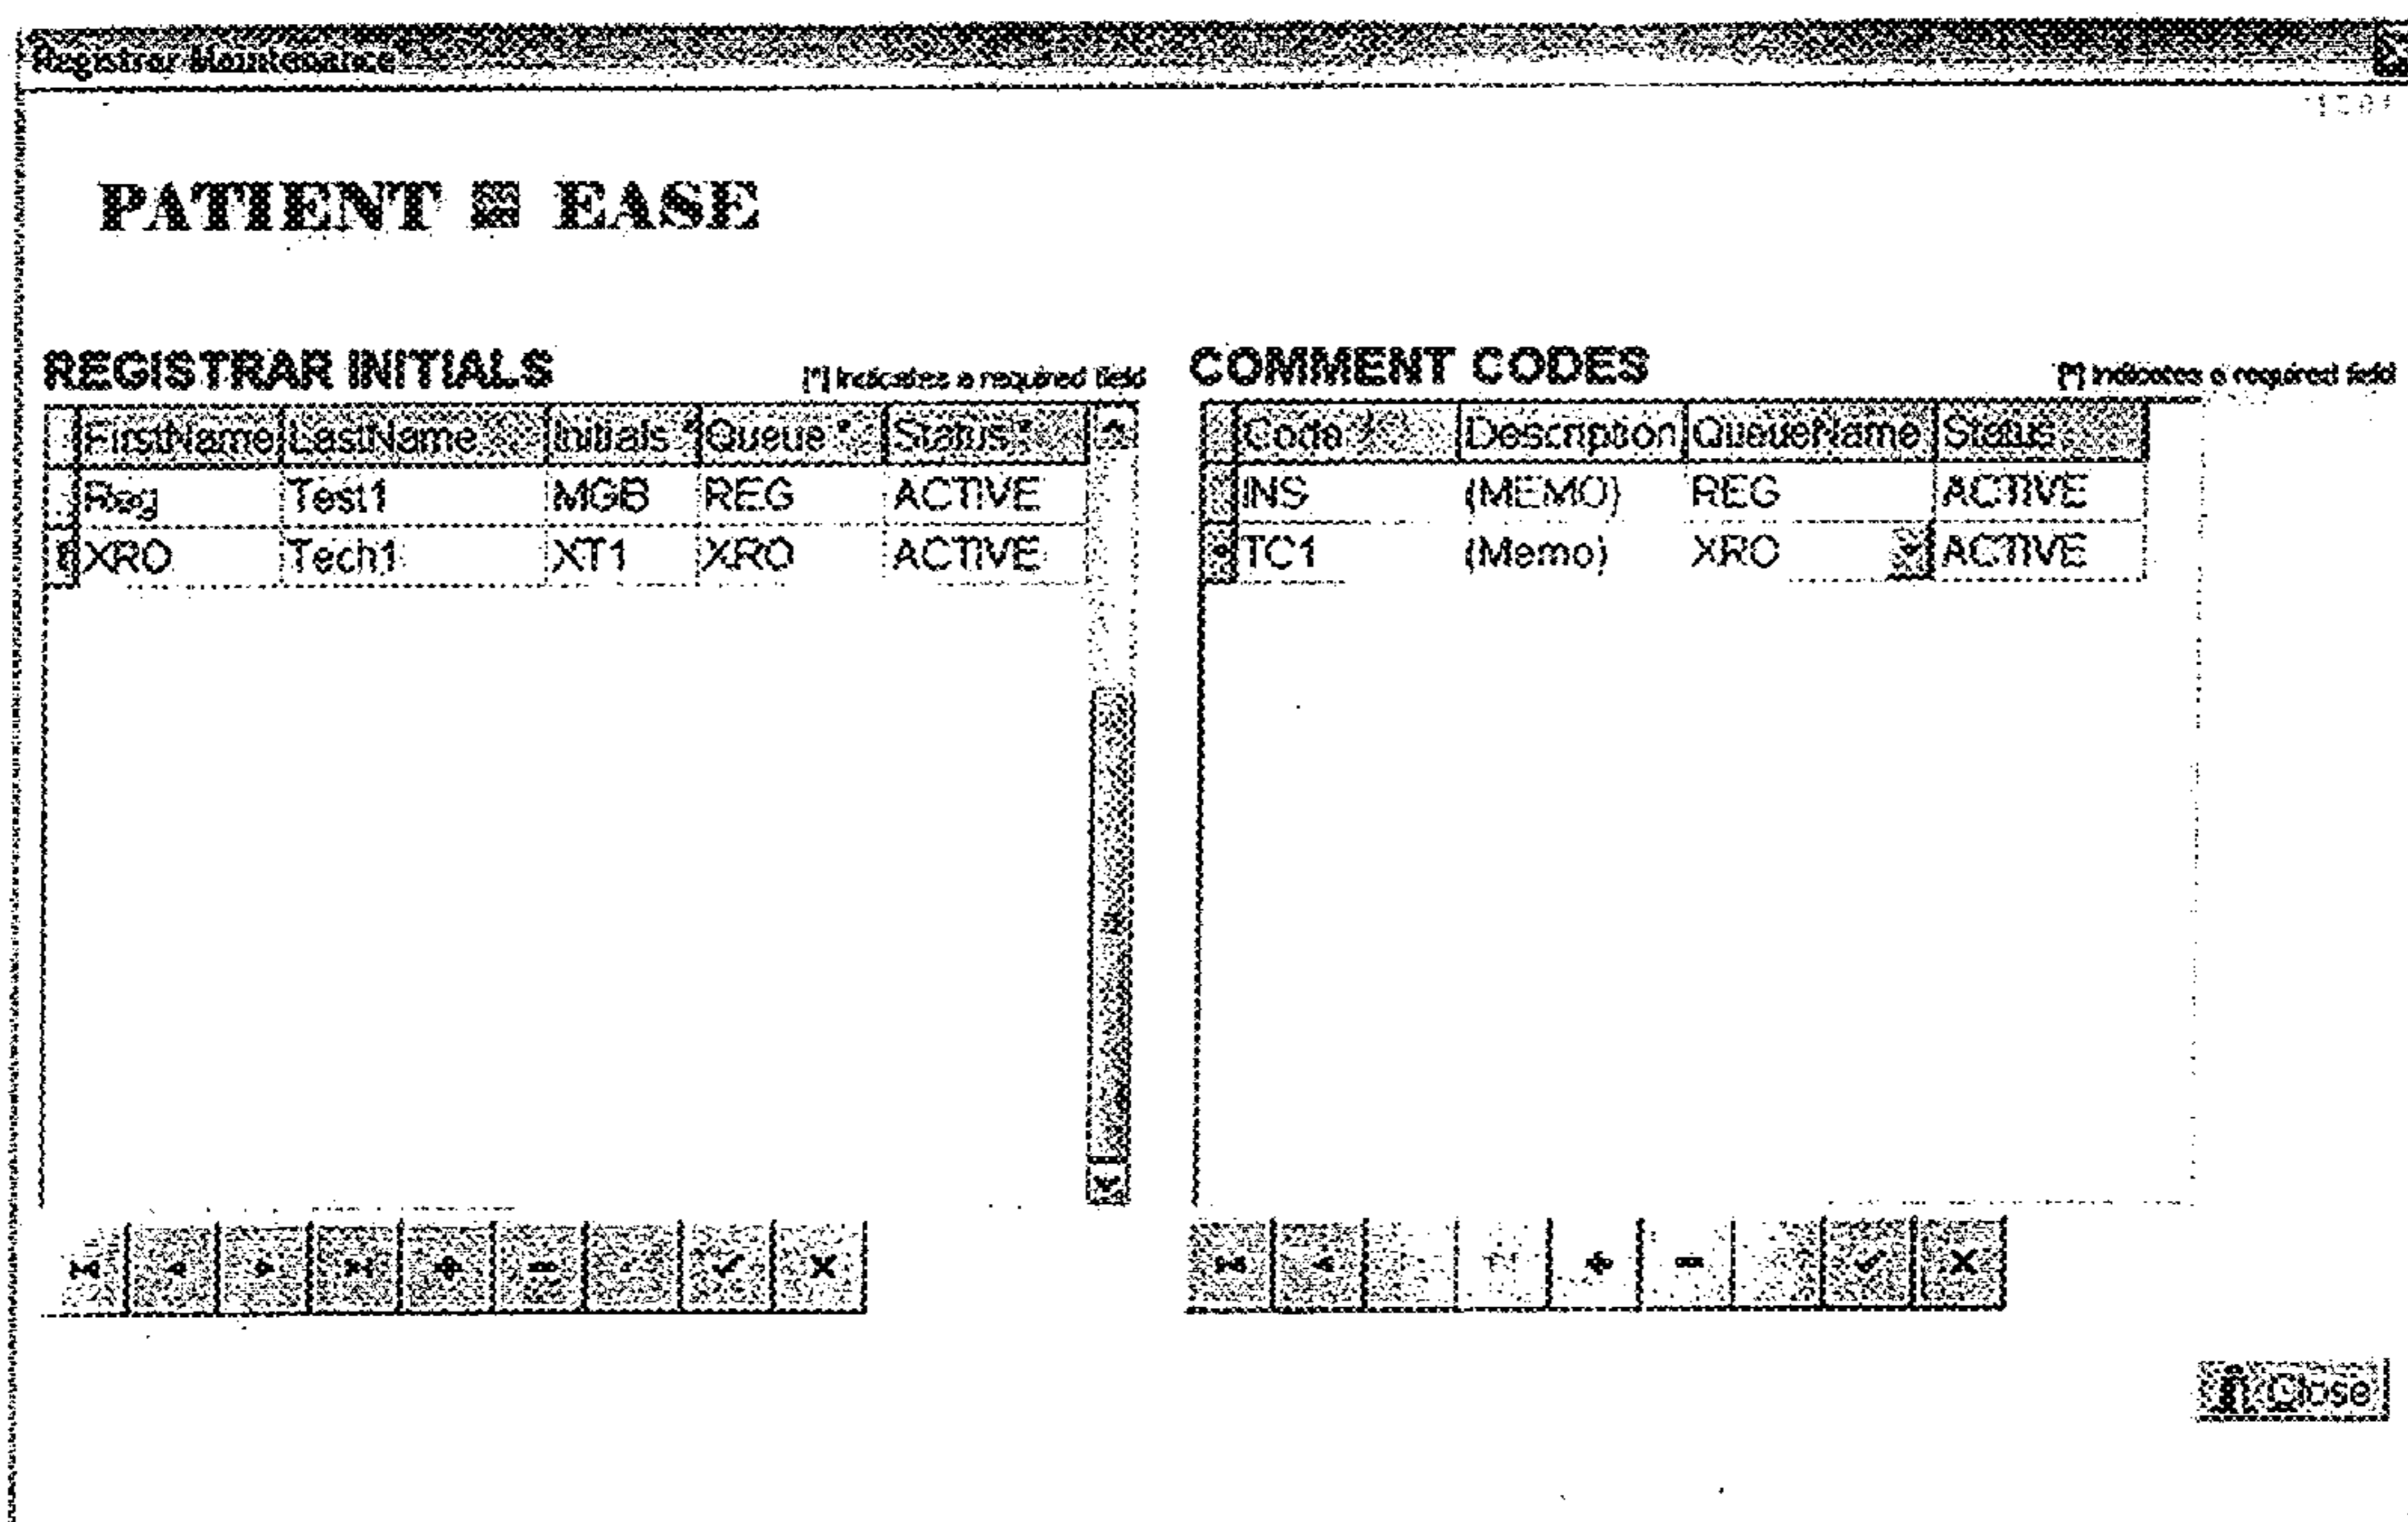 Registrar Maintenance
PATIENT EASE
REGISTRAR INITIALS [*] Indicates a required field
FirstName LastName Initials * Queue * Status *
Reg Test1 MGB REG ACTIVE
XRO Tech1 XT1 XRO ACTIVE
COMMENT CODES [*] Indicates a required field
Code Description QueueName Status
INS (MEMO) REG ACTIVE
TC1 (Memo) XRO ACTIVE
Close